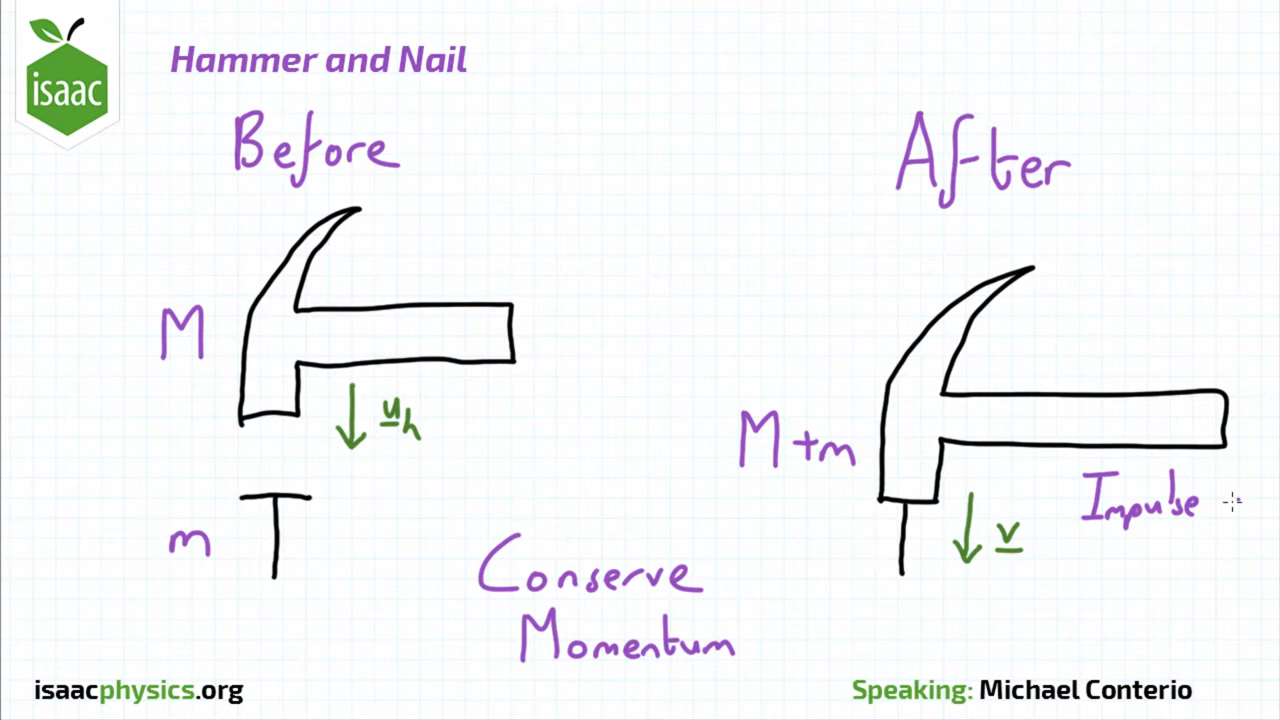 isaac
Hammer and Nail
Before
After
M
u_h
m
M+m
v
Impulse
Conserve
Momentum
isaacphysics.org
Speaking: Michael Conterio